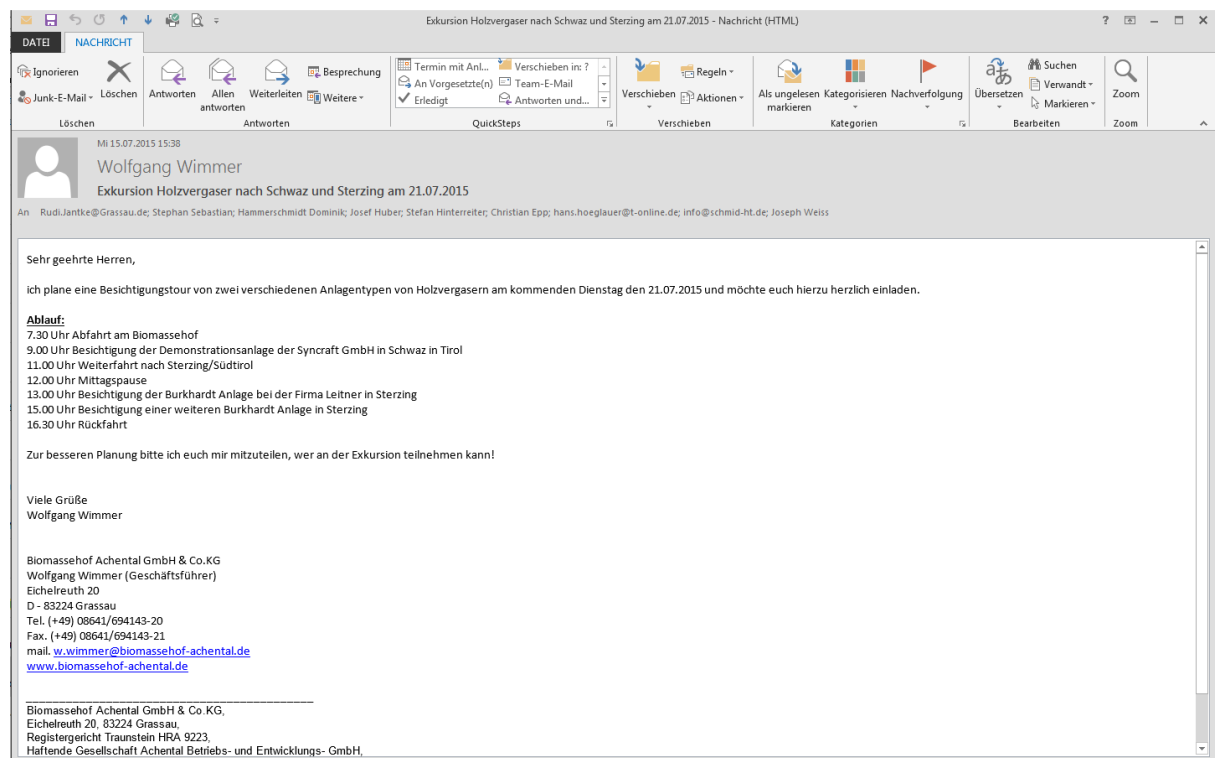 Exkursion Holzvergaser nach Schwaz und Sterzing am 21.07.2015 - Nachricht (HTML)
DATEI NACHRICHT
Ignorieren
Junk-E-Mail
Löschen
Antworten
Allen antworten
Weiterleiten
Besprechung
Weitere
Termin mit Anl...
An Vorgesetzte(n)
Erledigt
Verschieben in: ?
Team-E-Mail
Antworten und...
Verschieben
Regeln
Aktionen
Als ungelesen markieren
Kategorisieren
Nachverfolgung
Übersetzen
Suchen
Verwandt
Markieren
Zoom
Löschen Antworten QuickSteps Verschieben Kategorien Bearbeiten Zoom
Mi 15.07.2015 15:38
Wolfgang Wimmer
Exkursion Holzvergaser nach Schwaz und Sterzing am 21.07.2015
An Rudi.Jantke@Grassau.de; Stephan Sebastian; Hammerschmidt Dominik; Josef Huber; Stefan Hinterreiter; Christian Epp; hans.hoeglauer@t-online.de; info@schmid-ht.de; Joseph Weiss
Sehr geehrte Herren,
ich plane eine Besichtigungstour von zwei verschiedenen Anlagentypen von Holzvergasern am kommenden Dienstag den 21.07.2015 und möchte euch hierzu herzlich einladen.
Ablauf:
7.30 Uhr Abfahrt am Biomassehof
9.00 Uhr Besichtigung der Demonstrationsanlage der Syncraft GmbH in Schwaz in Tirol
11.00 Uhr Weiterfahrt nach Sterzing/Südtirol
12.00 Uhr Mittagspause
13.00 Uhr Besichtigung der Burkhardt Anlage bei der Firma Leitner in Sterzing
15.00 Uhr Besichtigung einer weiteren Burkhardt Anlage in Sterzing
16.30 Uhr Rückfahrt
Zur besseren Planung bitte ich euch mir mitzuteilen, wer an der Exkursion teilnehmen kann!
Viele Grüße
Wolfgang Wimmer
Biomassehof Achental GmbH & Co.KG
Wolfgang Wimmer (Geschäftsführer)
Eichelreuth 20
D - 83224 Grassau
Tel. (+49) 08641/694143-20
Fax. (+49) 08641/694143-21
mail. w.wimmer@biomassehof-achental.de
www.biomassehof-achental.de
Biomassehof Achental GmbH & Co.KG,
Eichelreuth 20, 83224 Grassau,
Registergericht Traunstein HRA 9223,
Haftende Gesellschaft Achental Betriebs- und Entwicklungs- GmbH,